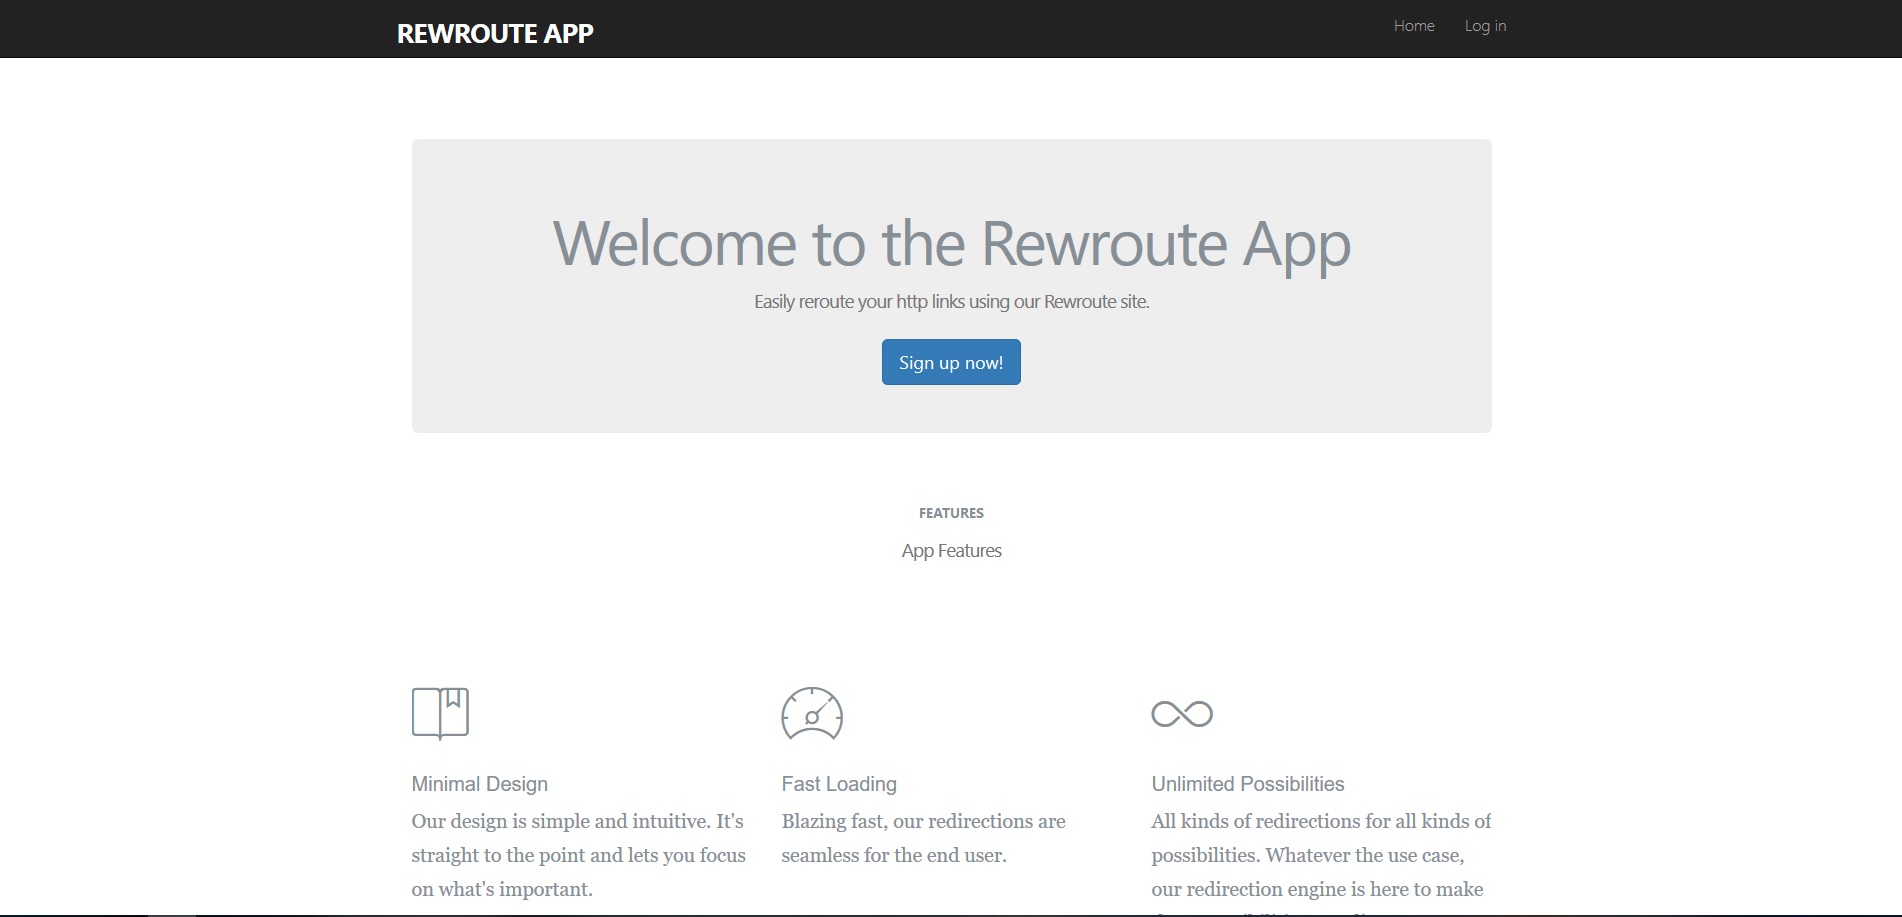 REWROUTE APP
Home
Log in
Welcome to the Rewroute App
Easily reroute your http links using our Rewroute site.
Sign up now!
FEATURES
App Features
Minimal Design
Our design is simple and intuitive. It's
straight to the point and lets you focus
on what's important.
Fast Loading
Blazing fast, our redirections are
seamless for the end user.
Unlimited Possibilities
All kinds of redirections for all kinds of
possibilities. Whatever the use case,
our redirection engine is here to make